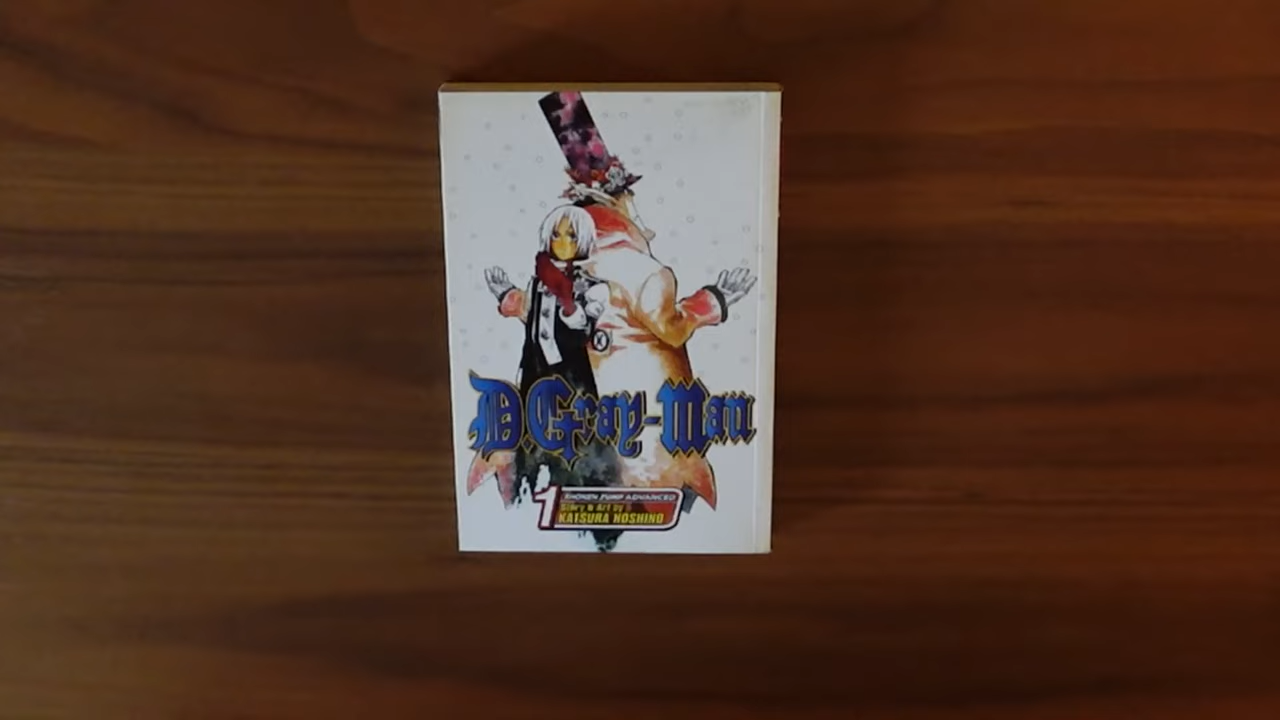 D.Gray-Man
1
SHONEN JUMP ADVANCED
Story & Art by
KATSURA HOSHINO